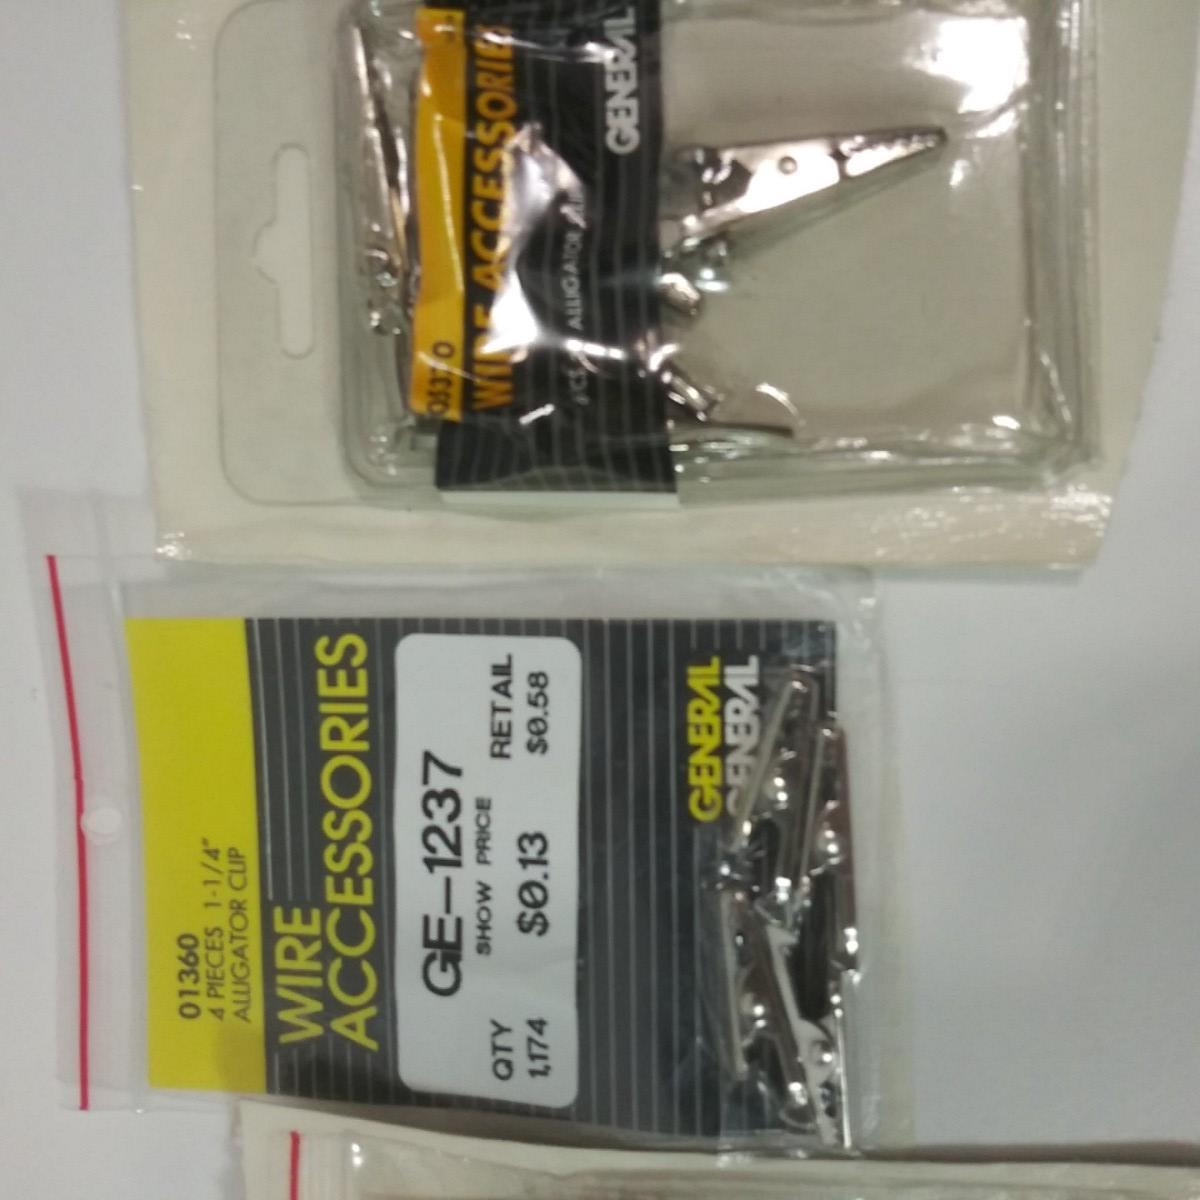 WIRE ACCESSORIES
ALLIGATOR
GENERAL
01360
4 PIECES 1-1/4"
ALLIGATOR CLIP
WIRE
ACCESSORIES
GE-1237
QTY SHOW PRICE RETAIL
1,174 $0.13 $0.58
GENERAL
GENERAL